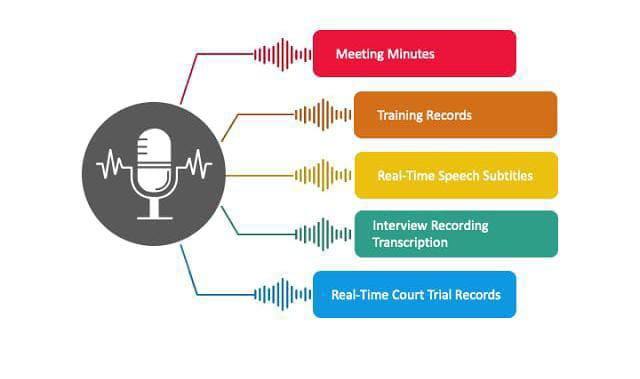 Meeting Minutes
Training Records
Real-Time Speech Subtitles
Interview Recording
Transcription
Real-Time Court Trial Records